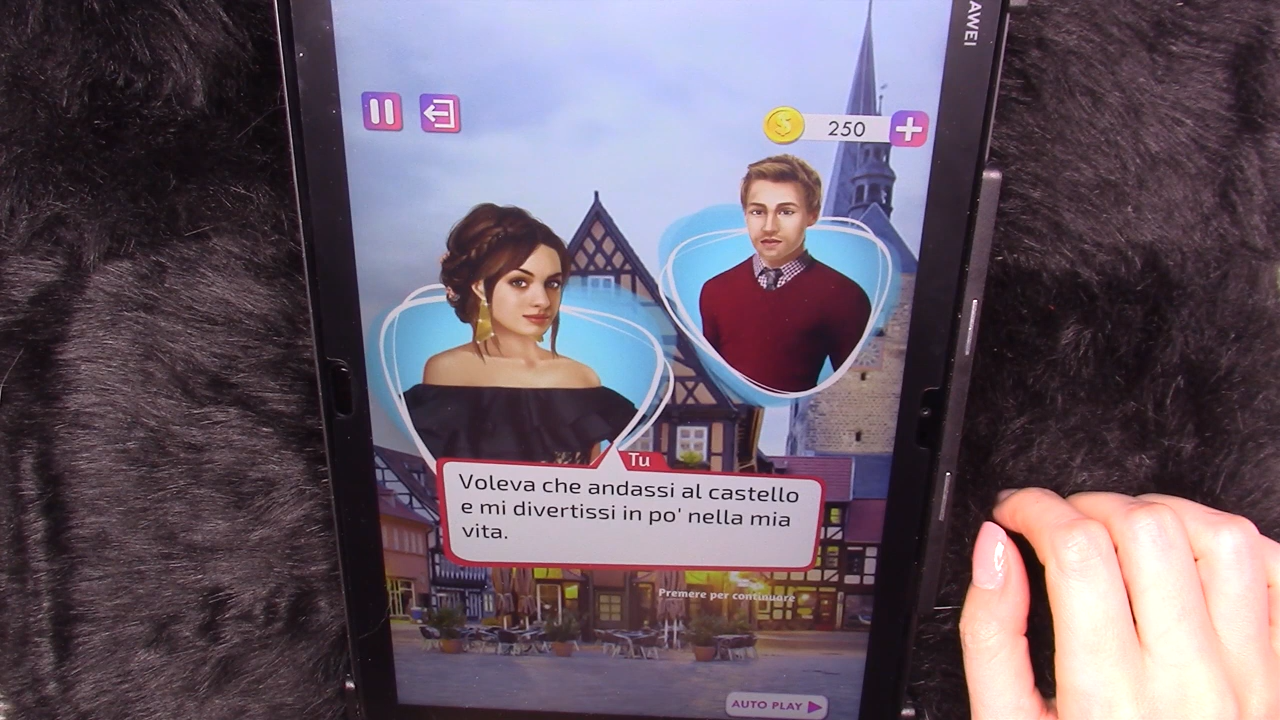 AWEI
250
Tu
Voleva che andassi al castello
e mi divertissi in po' nella mia
vita.
Premere per continuare
AUTO PLAY